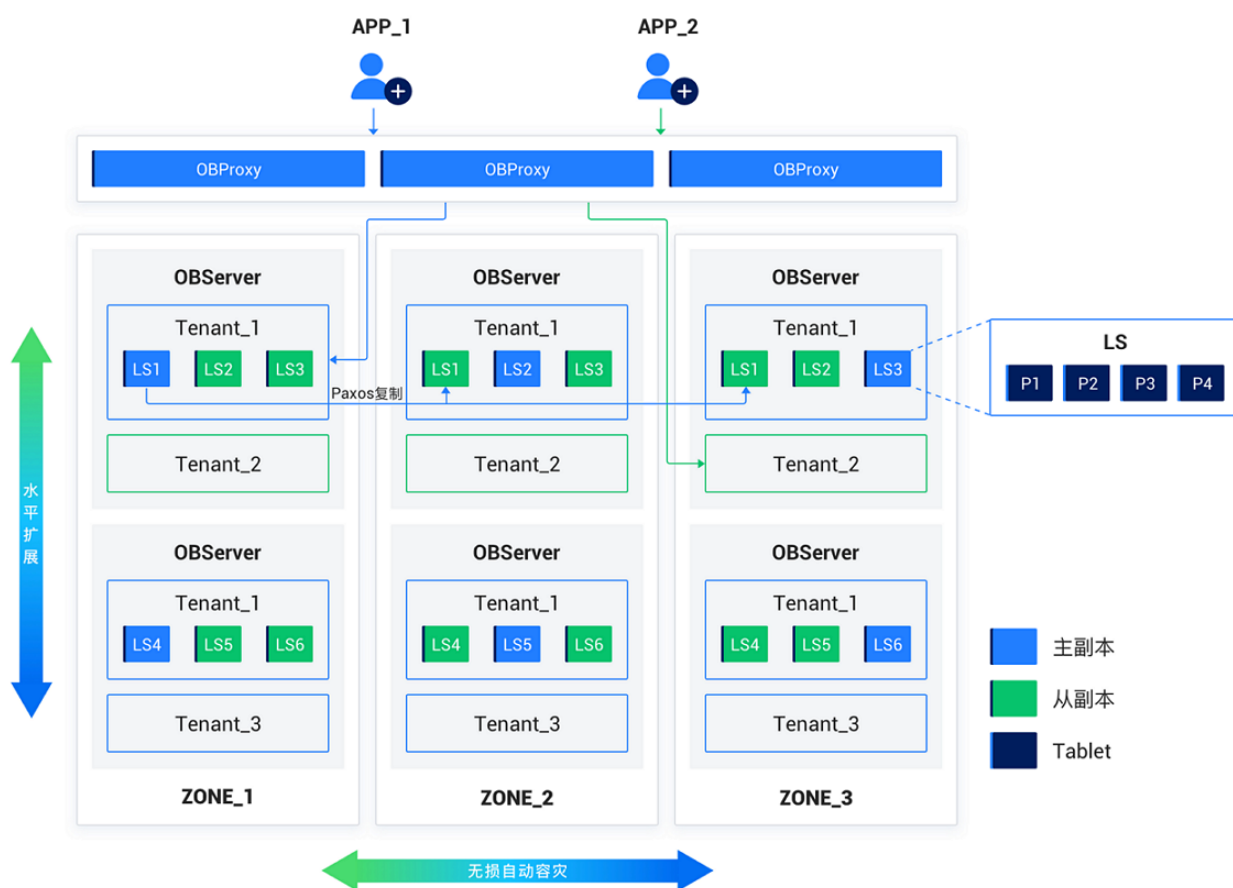 APP_1
APP_2
OBProxy
OBProxy
OBProxy
OBServer
OBServer
OBServer
Tenant_1
Tenant_1
Tenant_1
LS
LS1
LS2
LS3
LS1
LS2
LS3
LS1
LS2
LS3
P1
P2
P3
P4
Paxos复制
Tenant_2
Tenant_2
Tenant_2
水平扩展
OBServer
OBServer
OBServer
Tenant_1
Tenant_1
Tenant_1
LS4
LS5
LS6
LS4
LS5
LS6
LS4
LS5
LS6
主副本
从副本
Tablet
Tenant_3
Tenant_3
Tenant_3
ZONE_1
ZONE_2
ZONE_3
无损自动容灾